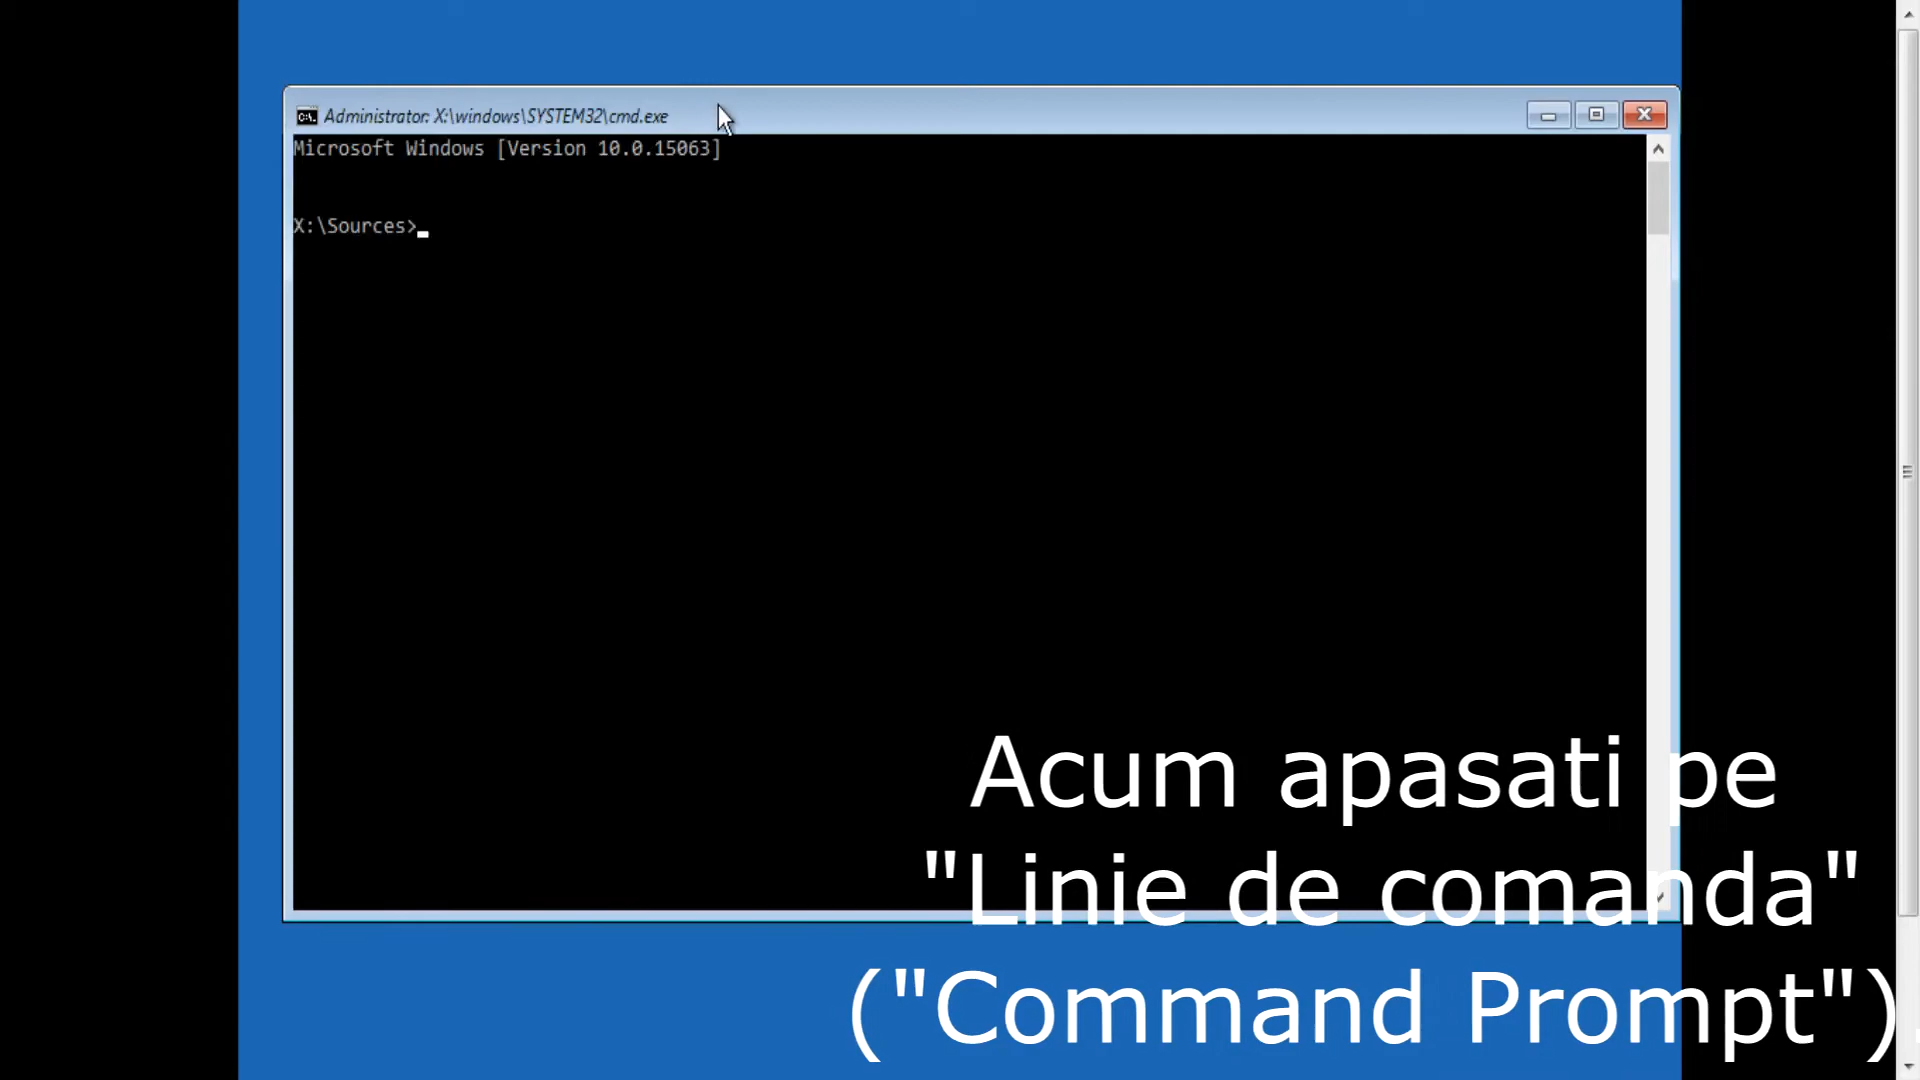 Administrator: X:\windows\SYSTEM32\cmd.exe
Microsoft Windows [Version 10.0.15063]
X:\Sources>
Acum apasati pe
"Linie de comanda"
("Command Prompt")